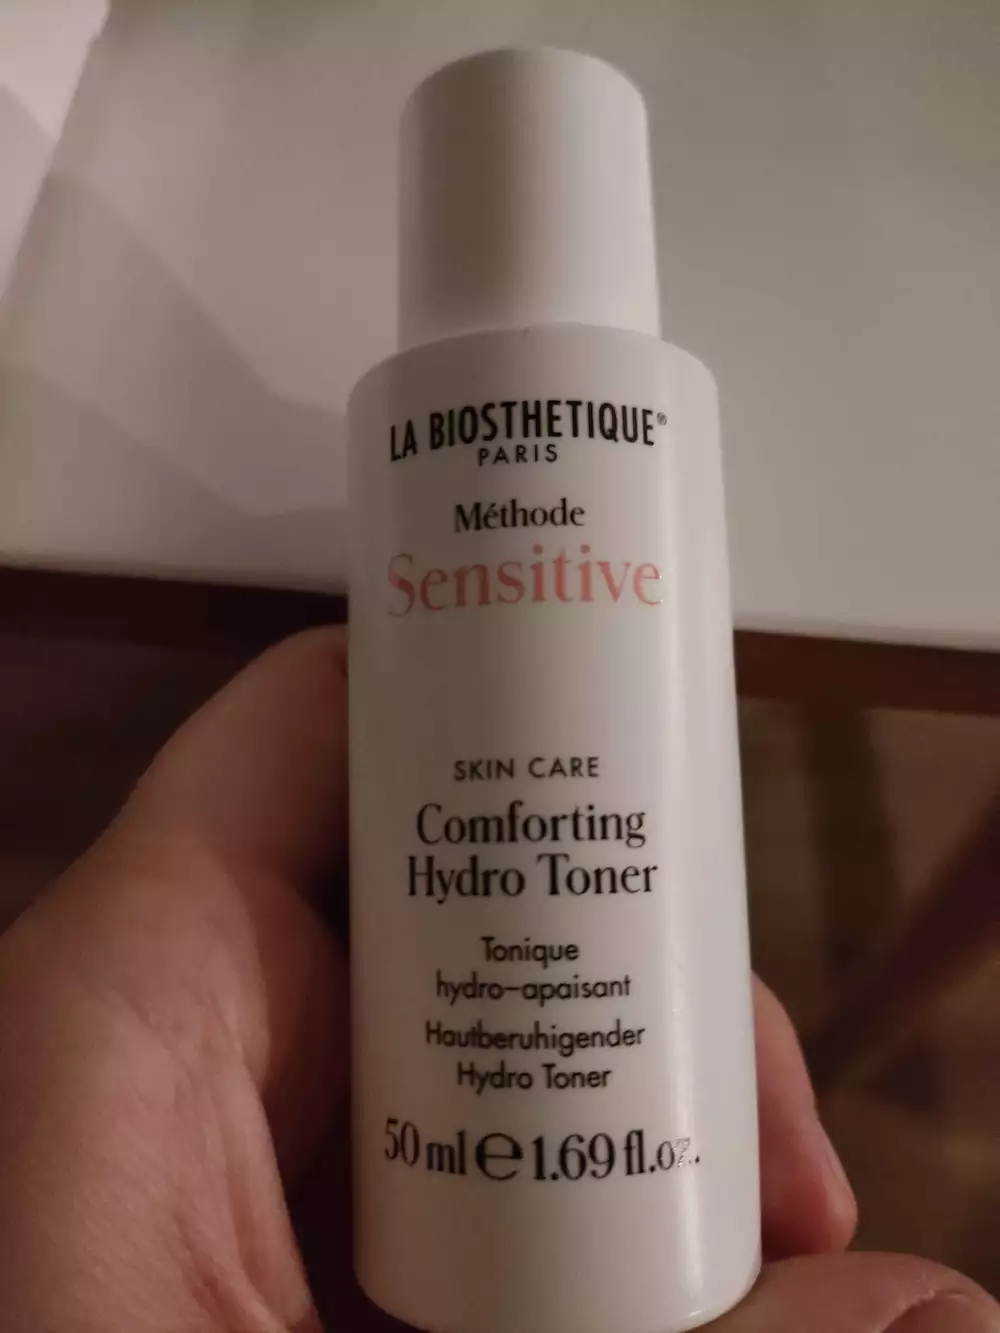 LA BIOSTHETIQUE®
PARIS
Méthode
Sensitive
SKIN CARE
Comforting
Hydro Toner
Tonique
hydro-apaisant
Hautberuhigender
Hydro Toner
50 ml ℮ 1.69 fl.oz.